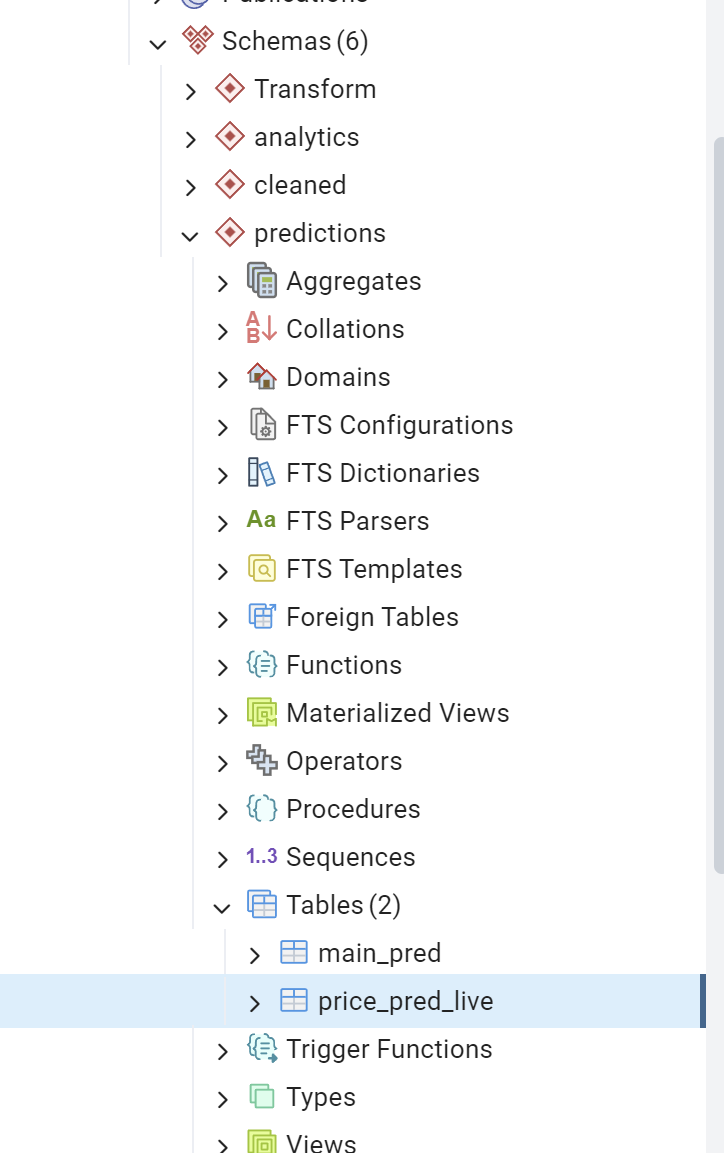 Publications
Schemas (6)
Transform
analytics
cleaned
predictions
Aggregates
A
B
Collations
Domains
FTS Configurations
FTS Dictionaries
Aa FTS Parsers
FTS Templates
Foreign Tables
Functions
Materialized Views
Operators
Procedures
1..3 Sequences
Tables (2)
main_pred
price_pred_live
Trigger Functions
Types
Views